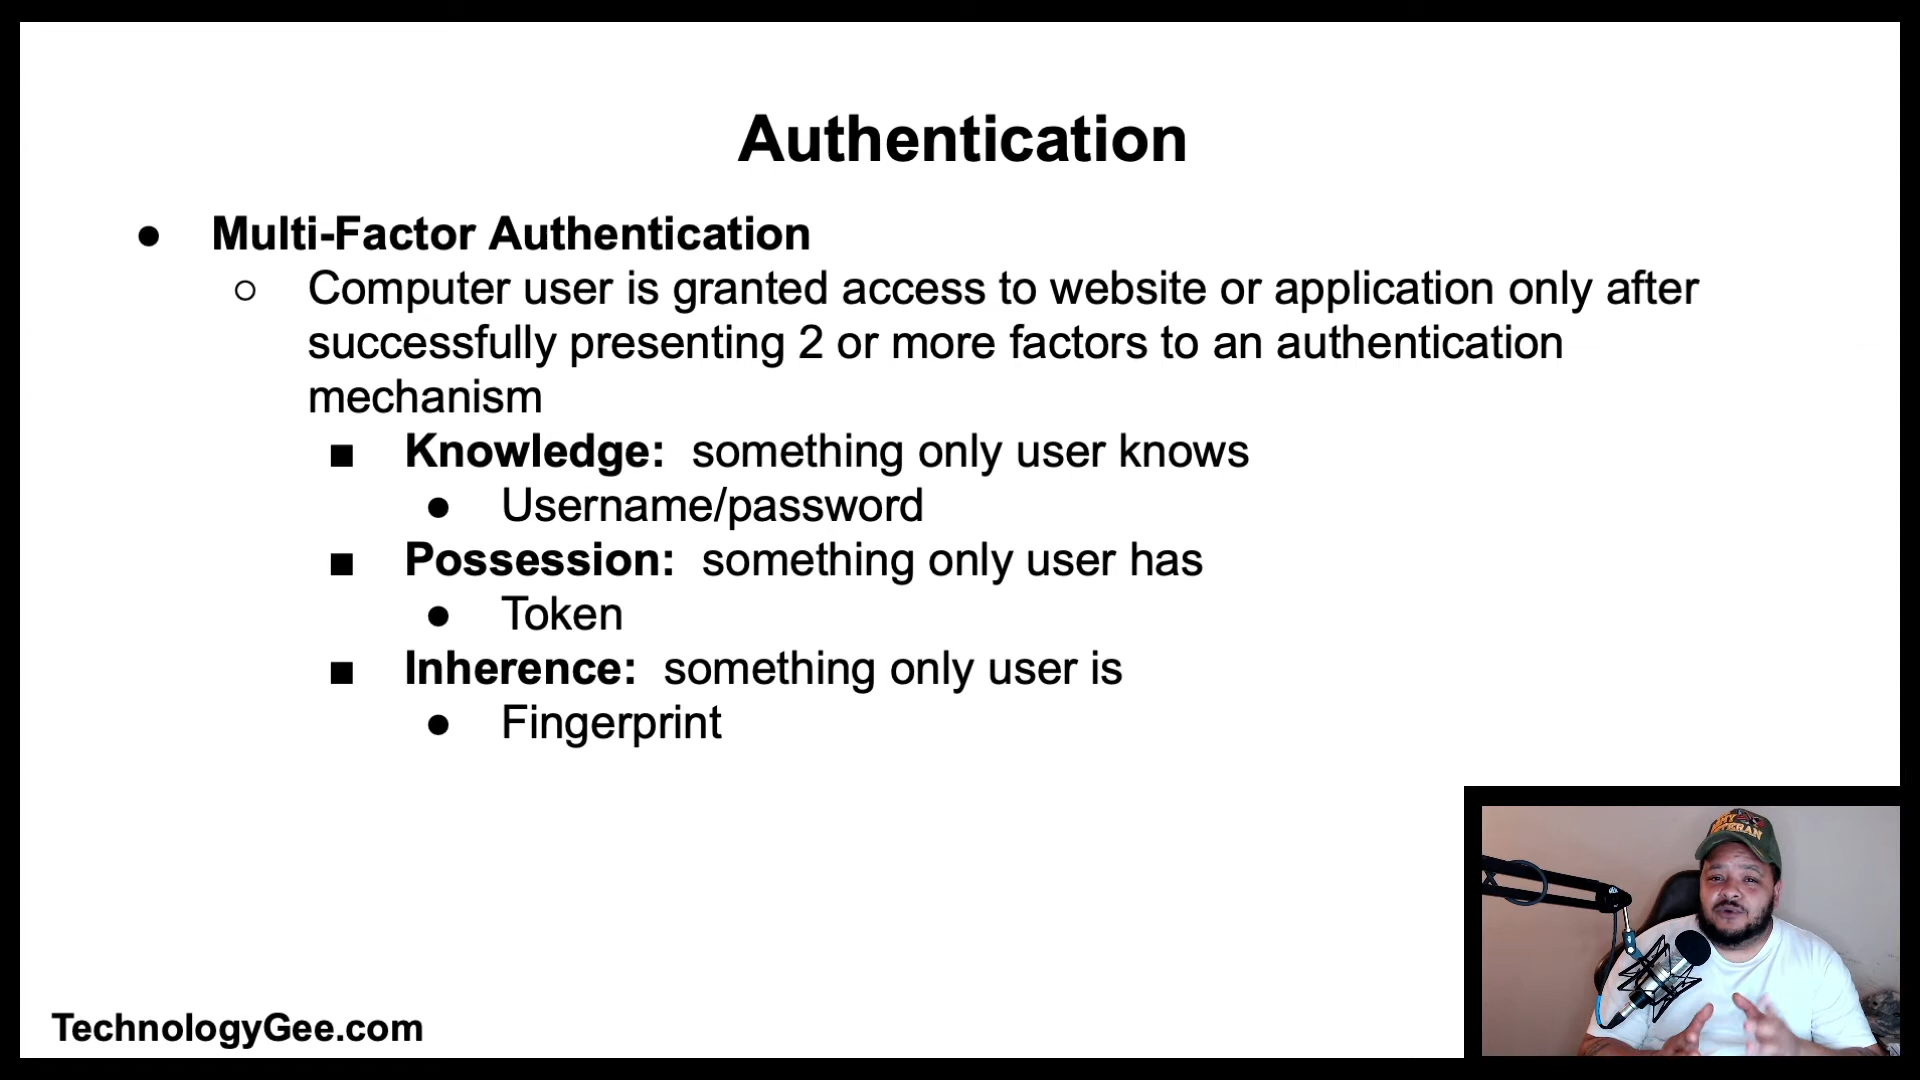 Authentication
● Multi-Factor Authentication
○ Computer user is granted access to website or application only after
successfully presenting 2 or more factors to an authentication
mechanism
■ Knowledge: something only user knows
● Username/password
■ Possession: something only user has
● Token
■ Inherence: something only user is
● Fingerprint
VETERAN
TechnologyGee.com